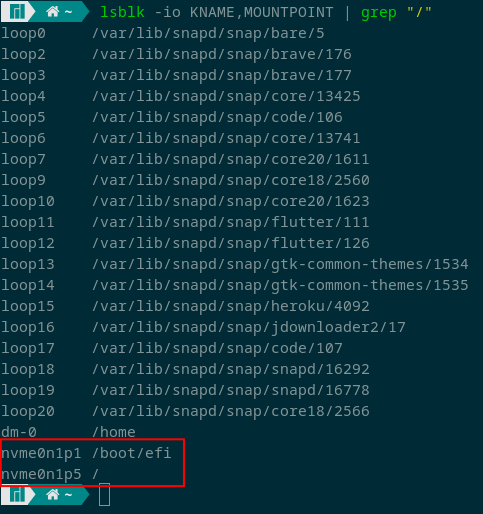 ~ lsblk -io KNAME,MOUNTPOINT | grep "/"
loop0 /var/lib/snapd/snap/bare/5
loop2 /var/lib/snapd/snap/brave/176
loop3 /var/lib/snapd/snap/brave/177
loop4 /var/lib/snapd/snap/core/13425
loop5 /var/lib/snapd/snap/code/106
loop6 /var/lib/snapd/snap/core/13741
loop7 /var/lib/snapd/snap/core20/1611
loop9 /var/lib/snapd/snap/core18/2560
loop10 /var/lib/snapd/snap/core20/1623
loop11 /var/lib/snapd/snap/flutter/111
loop12 /var/lib/snapd/snap/flutter/126
loop13 /var/lib/snapd/snap/gtk-common-themes/1534
loop14 /var/lib/snapd/snap/gtk-common-themes/1535
loop15 /var/lib/snapd/snap/heroku/4092
loop16 /var/lib/snapd/snap/jdownloader2/17
loop17 /var/lib/snapd/snap/code/107
loop18 /var/lib/snapd/snap/snapd/16292
loop19 /var/lib/snapd/snap/snapd/16778
loop20 /var/lib/snapd/snap/core18/2566
dm-0 /home
nvme0n1p1 /boot/efi
nvme0n1p5 /
~